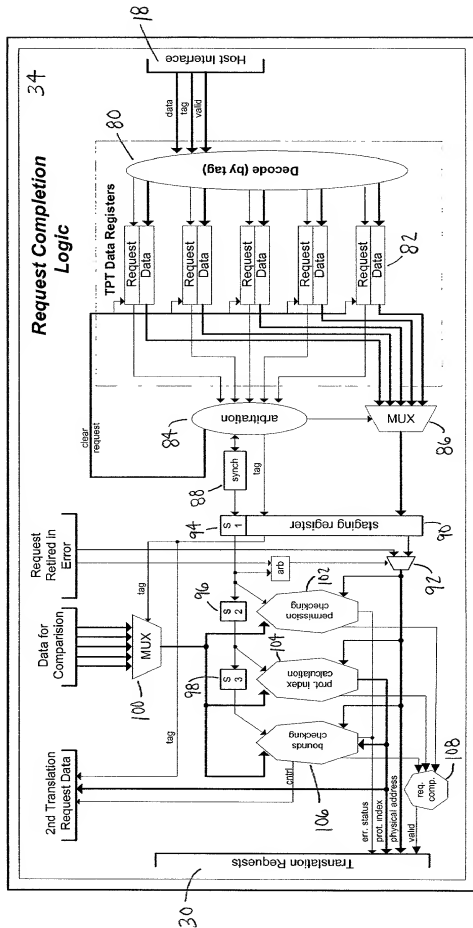 34
Request Completion
Logic
18
Host Interface
data
tag
valid
80
Decode (by tag)
TPT Data Registers
Request
Data
Request
Data
Request
Data
Request
Data
Request
Data
82
clear
request
84
arbitration
MUX
86
88
synch
tag
Request
Retired in
Error
94
S
1
staging register
90
Data for
Comparision
tag
MUX
100
96
S
2
arb
92
102
permission
checking
98
S
3
104
prot. index
calculation
tag
2nd Translation
Request Data
cntrl
bounds
checking
106
req.
comp.
108
err. status
prot. index
physical address
valid
Translation Requests
30